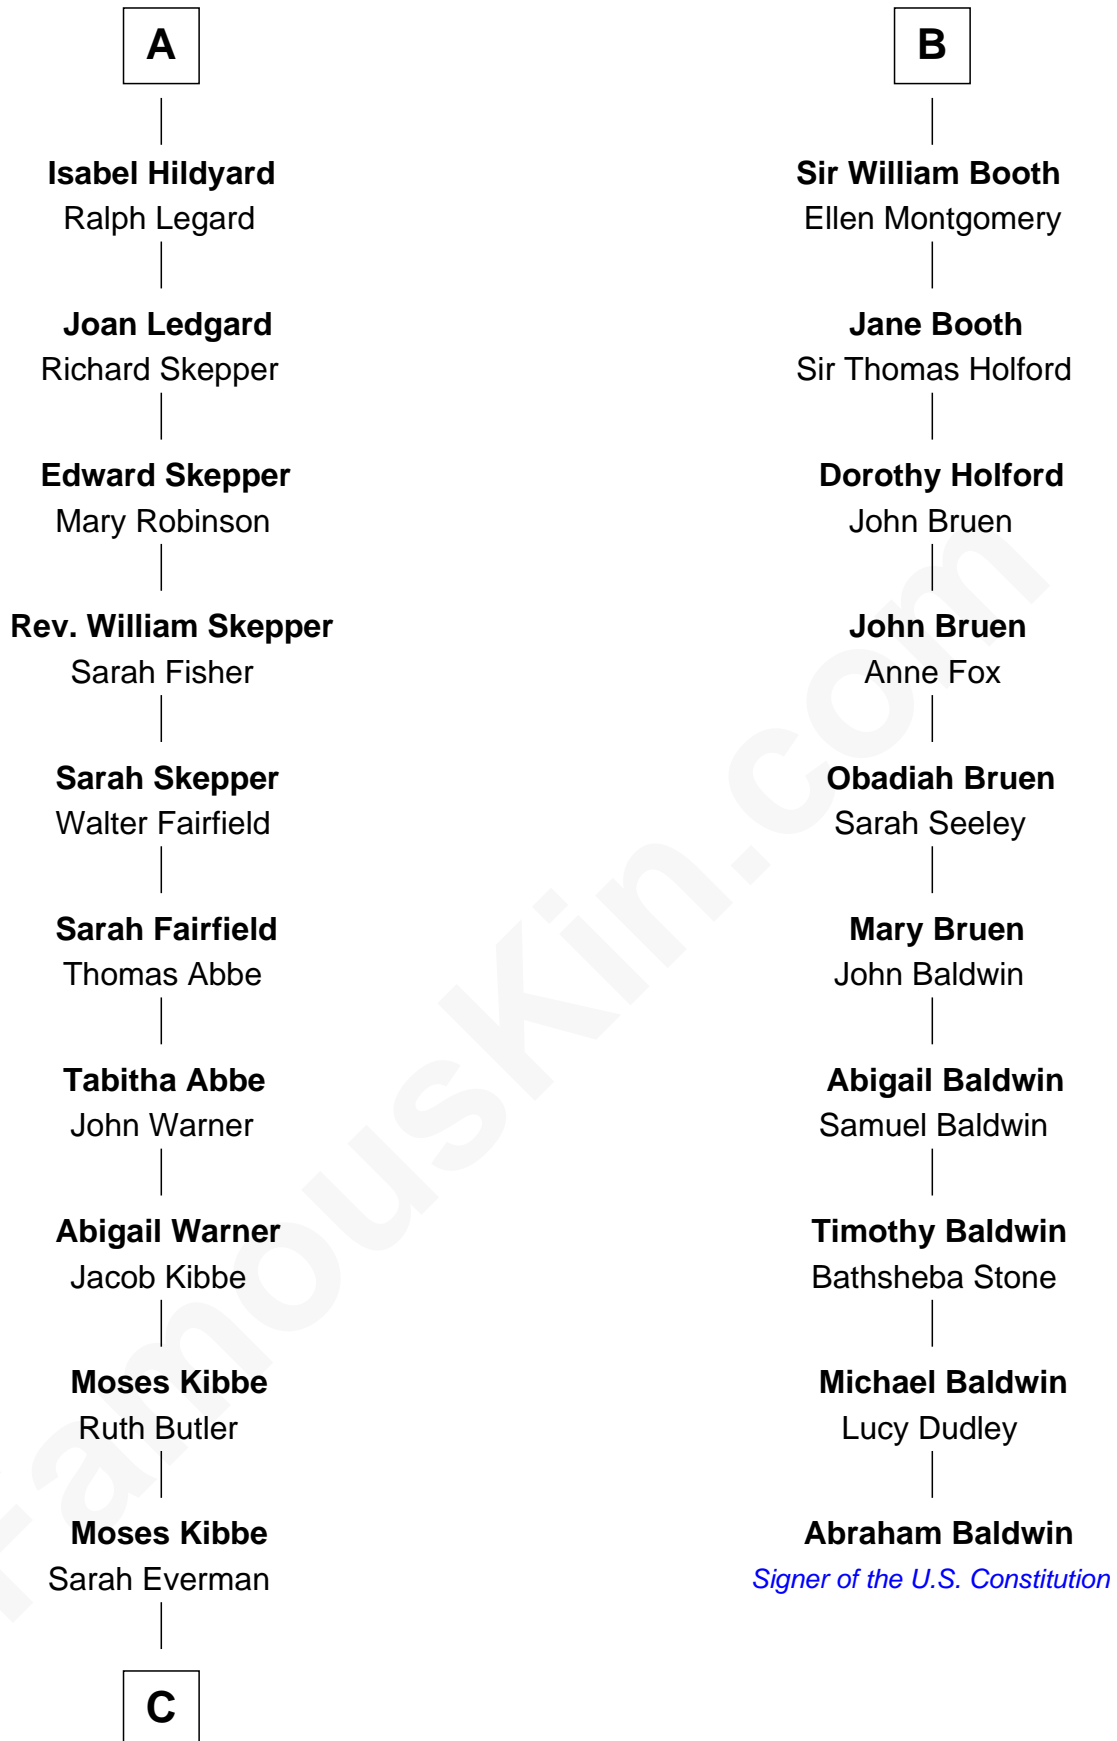 A
Isabel Hildyard
Ralph Legard
Joan Ledgard
Richard Skepper
Edward Skepper
Mary Robinson
Rev. William Skepper
Sarah Fisher
Sarah Skepper
Walter Fairfield
Sarah Fairfield
Thomas Abbe
Tabitha Abbe
John Warner
Abigail Warner
Jacob Kibbe
Moses Kibbe
Ruth Butler
Moses Kibbe
Sarah Everman
C
B
Sir William Booth
Ellen Montgomery
Jane Booth
Sir Thomas Holford
Dorothy Holford
John Bruen
John Bruen
Anne Fox
Obadiah Bruen
Sarah Seeley
Mary Bruen
John Baldwin
Abigail Baldwin
Samuel Baldwin
Timothy Baldwin
Bathsheba Stone
Michael Baldwin
Lucy Dudley
Abraham Baldwin
Signer of the U.S. Constitution
FamousKin.com